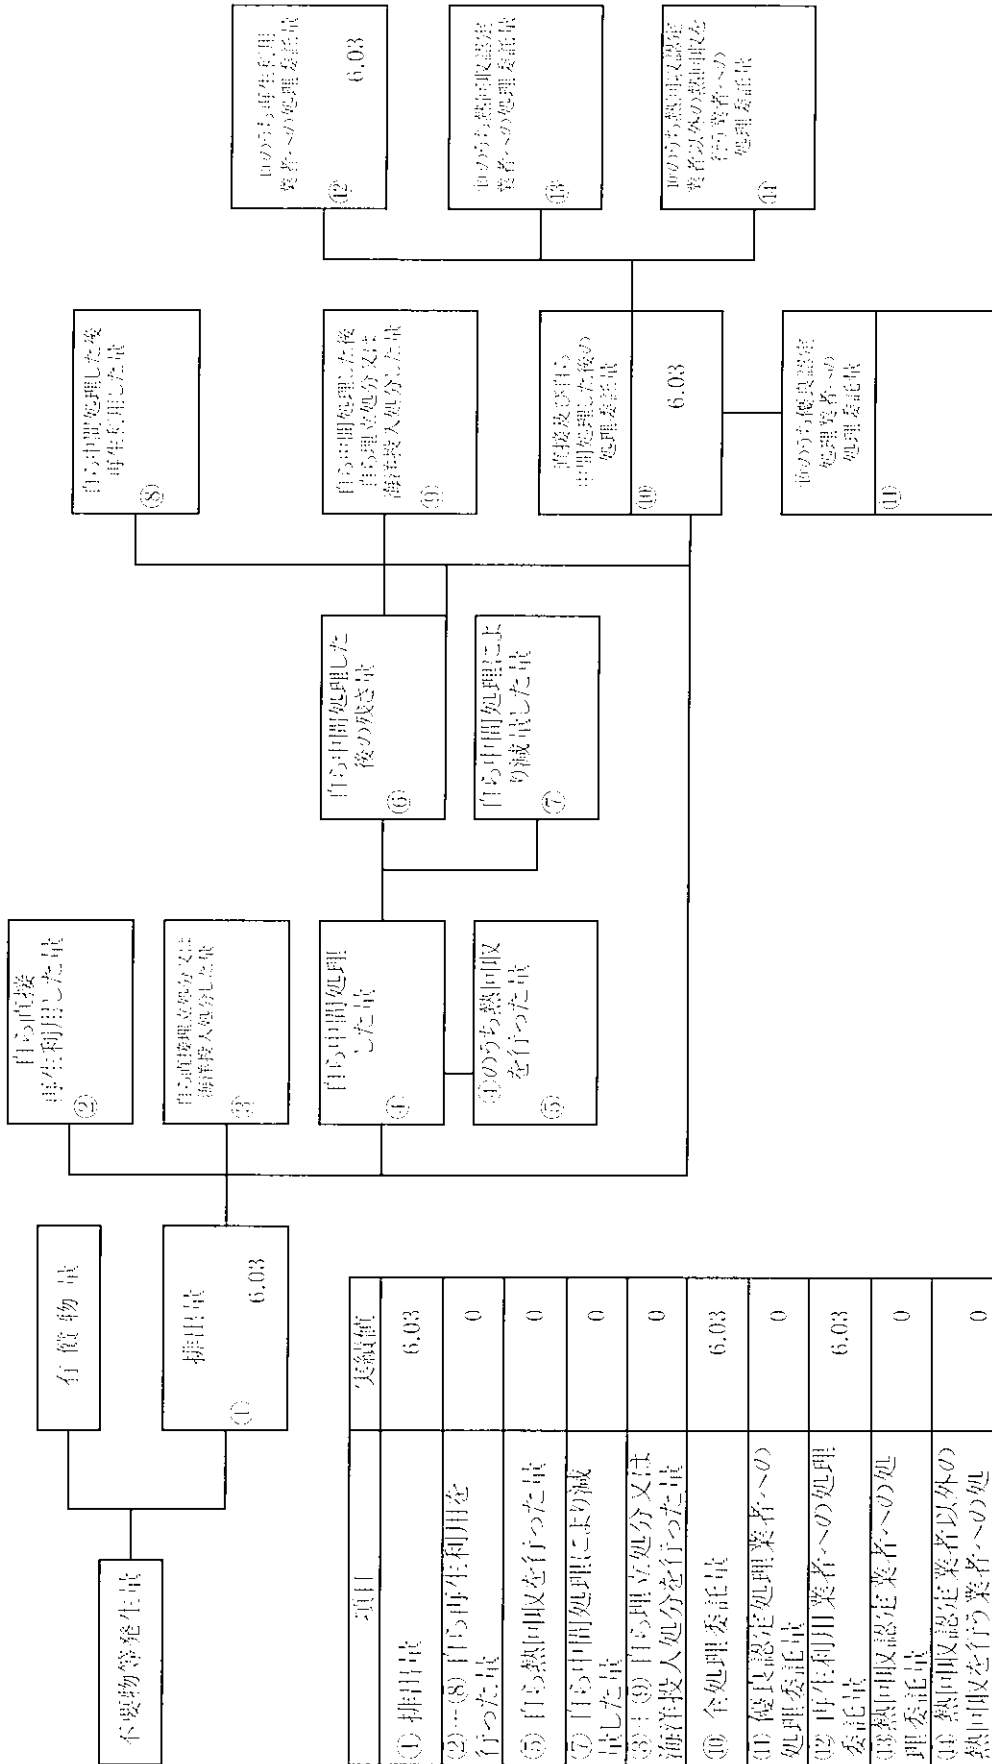 不要物等発生量
有償物量
①
排出量
6.03
②
自ら直接
再生利用した量
③
自ら直接埋立処分又は
海洋投入処分した量
④
自ら中間処理
した量
⑤
④のうち熱回収
を行った量
⑥
自ら中間処理した
後の残さ量
⑦
自ら中間処理によ
り減量した量
⑧
自ら中間処理した後
再生利用した量
⑨
自ら中間処理した後
自ら埋立処分又は
海洋投入処分した量
⑩
直接及び自ら
中間処理した後の
処理委託量
6.03
⑪
⑩のうち優良認定
処理業者への
処理委託量
⑫
⑩のうち再生利用
業者への処理委託量
6.03
⑬
⑩のうち熱回収認定
業者への処理委託量
⑭
⑩のうち熱回収認定
業者以外の熱回収を
行う業者への
処理委託量
項目 実績値
①排出量 6.03
②+⑧自ら再生利用を
行った量 0
⑤自ら熱回収を行った量 0
⑦自ら中間処理により減
量した量 0
③+⑨自ら埋立処分又は
海洋投入処分を行った量 0
⑩全処理委託量 6.03
⑪優良認定処理業者への
処理委託量 0
⑫再生利用業者への処理
委託量 6.03
⑬熱回収認定業者への処
理委託量 0
⑭熱回収認定業者以外の
熱回収を行う業者への処 0